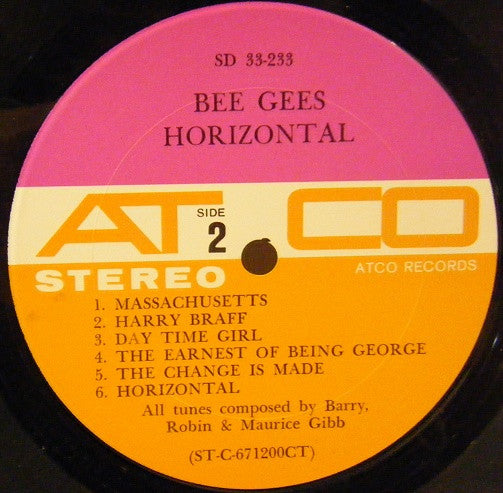 SD 33-233
BEE GEES
HORIZONTAL
ATCO
SIDE
2
STEREO
ATCO RECORDS
1. MASSACHUSETTS
2. HARRY BRAFF
3. DAY TIME GIRL
4. THE EARNEST OF BEING GEORGE
5. THE CHANGE IS MADE
6. HORIZONTAL
All tunes composed by Barry,
Robin & Maurice Gibb
(ST-C-671200CT)